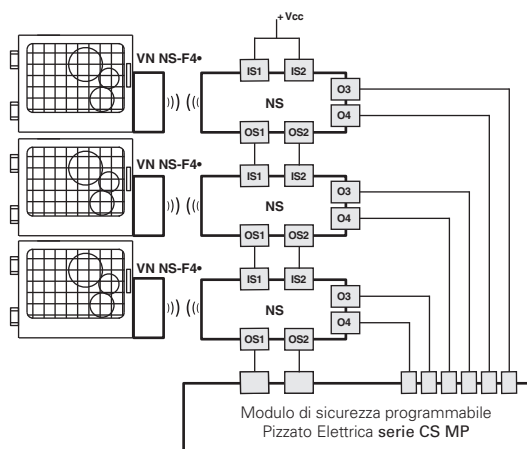 + Vcc
VN NS-F4•
IS1 IS2
NS
O3
O4
OS1 OS2
VN NS-F4•
IS1 IS2
NS
O3
O4
OS1 OS2
VN NS-F4•
IS1 IS2
NS
O3
O4
OS1 OS2
Modulo di sicurezza programmabile
Pizzato Elettrica serie CS MP